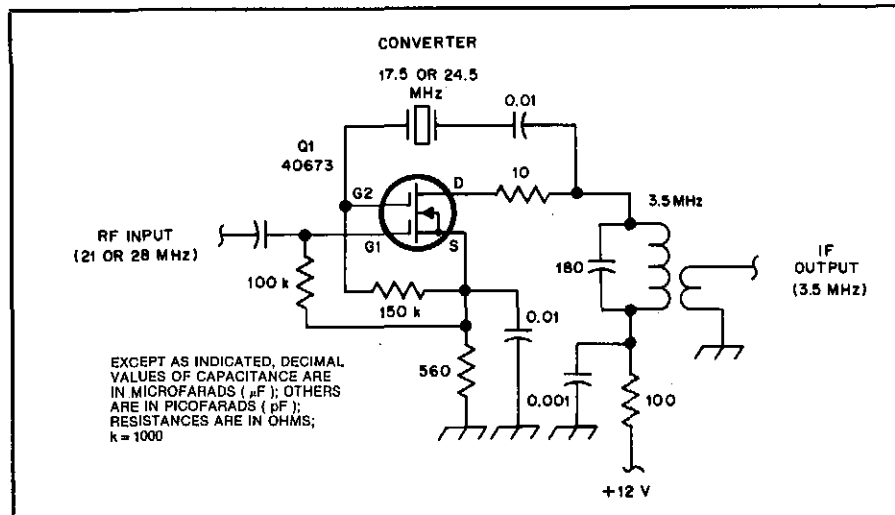 CONVERTER
17.5 OR 24.5
MHz
0.01
Q1
40673
10
D
G2
3.5 MHz
RF INPUT
(21 OR 28 MHz)
G1
S
180
IF
OUTPUT
(3.5 MHz)
100 k
150 k
0.01
560
0.001
100
EXCEPT AS INDICATED, DECIMAL
VALUES OF CAPACITANCE ARE
IN MICROFARADS ( µF ); OTHERS
ARE IN PICOFARADS ( pF );
RESISTANCES ARE IN OHMS;
k = 1000
+12 V